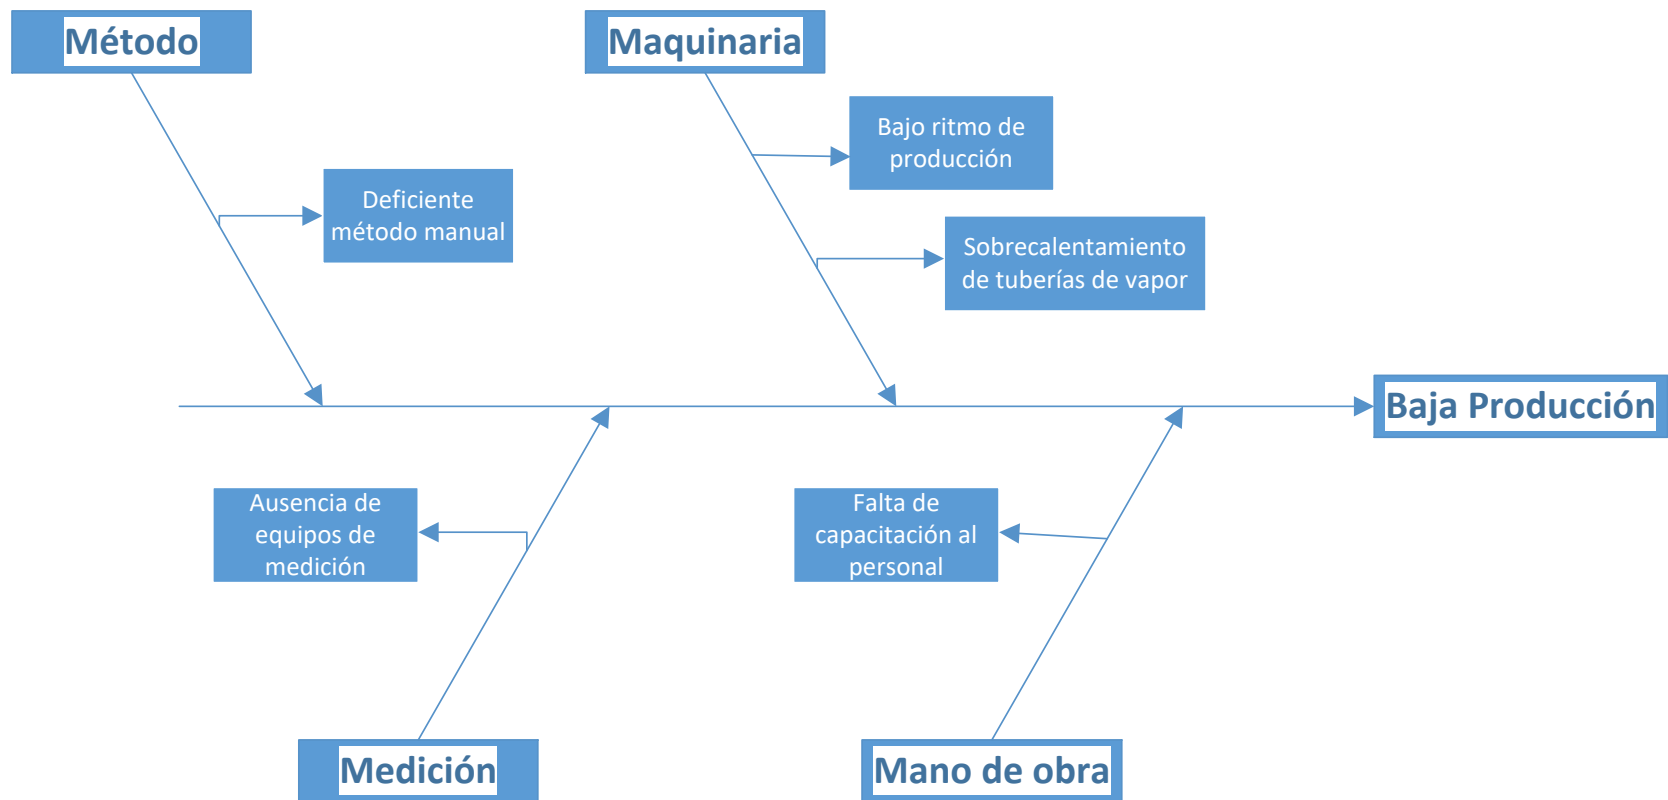 Método
Maquinaria
Bajo ritmo de
producción
Deficiente
método manual
Sobrecalentamiento
de tuberías de vapor
Baja Producción
Ausencia de
equipos de
medición
Falta de
capacitación al
personal
Medición
Mano de obra